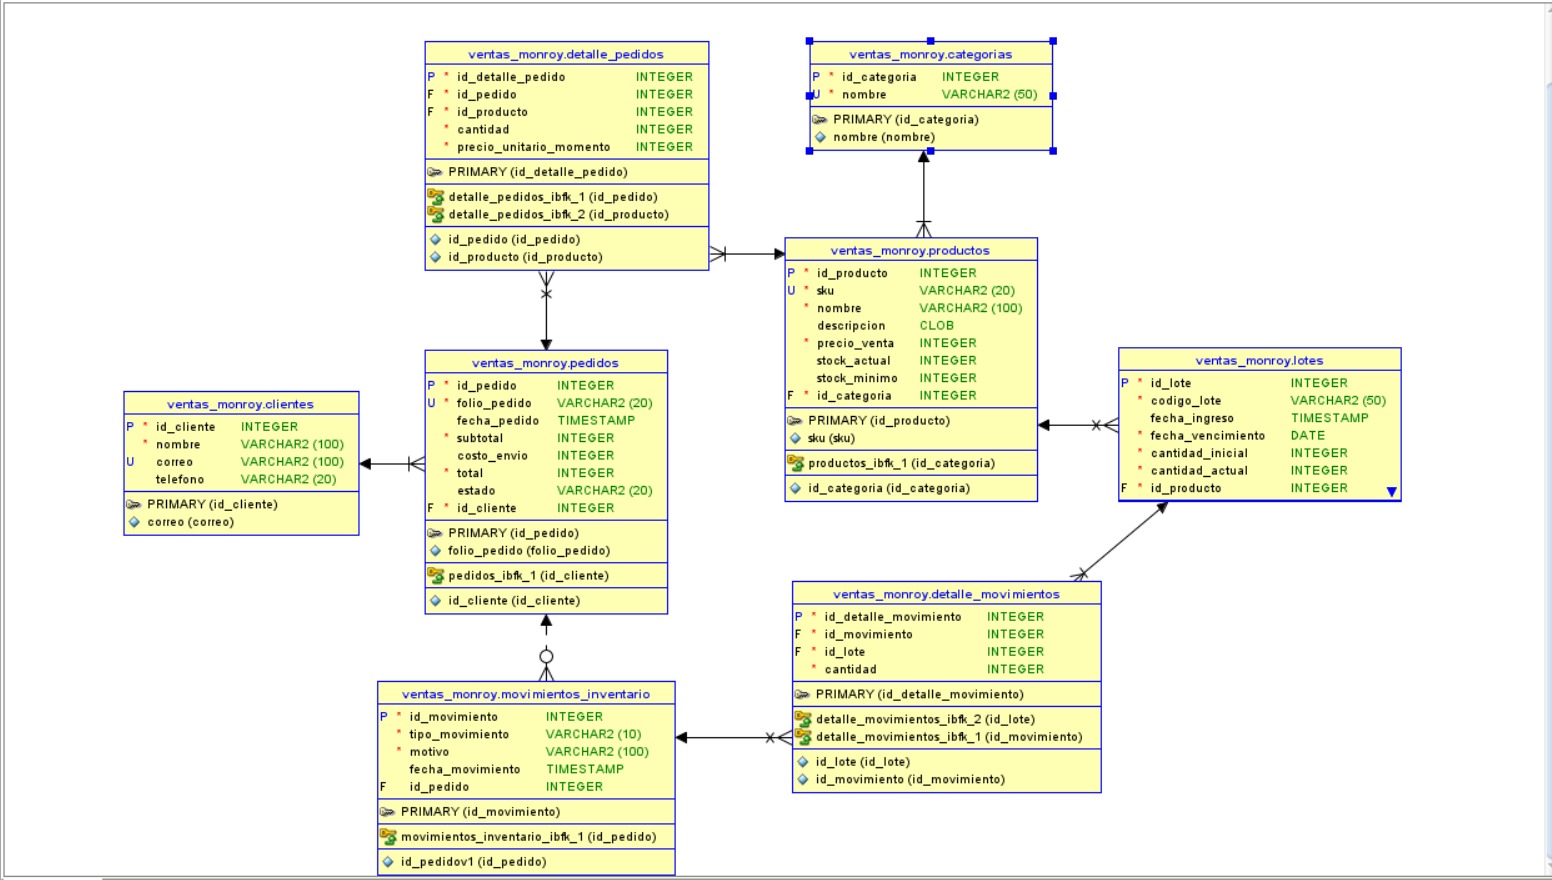 ventas_monroy.detalle_pedidos
P * id_detalle_pedido INTEGER
F * id_pedido INTEGER
F * id_producto INTEGER
* cantidad INTEGER
* precio_unitario_momento INTEGER
PRIMARY (id_detalle_pedido)
detalle_pedidos_ibfk_1 (id_pedido)
detalle_pedidos_ibfk_2 (id_producto)
id_pedido (id_pedido)
id_producto (id_producto)
ventas_monroy.categorias
P * id_categoria INTEGER
U * nombre VARCHAR2 (50)
PRIMARY (id_categoria)
nombre (nombre)
ventas_monroy.productos
P * id_producto INTEGER
U * sku VARCHAR2 (20)
* nombre VARCHAR2 (100)
descripcion CLOB
* precio_venta INTEGER
stock_actual INTEGER
stock_minimo INTEGER
F * id_categoria INTEGER
PRIMARY (id_producto)
sku (sku)
productos_ibfk_1 (id_categoria)
id_categoria (id_categoria)
ventas_monroy.lotes
P * id_lote INTEGER
* codigo_lote VARCHAR2 (50)
fecha_ingreso TIMESTAMP
* fecha_vencimiento DATE
* cantidad_inicial INTEGER
* cantidad_actual INTEGER
F * id_producto INTEGER
ventas_monroy.pedidos
P * id_pedido INTEGER
U * folio_pedido VARCHAR2 (20)
fecha_pedido TIMESTAMP
* subtotal INTEGER
costo_envio INTEGER
* total INTEGER
estado VARCHAR2 (20)
F * id_cliente INTEGER
PRIMARY (id_pedido)
folio_pedido (folio_pedido)
pedidos_ibfk_1 (id_cliente)
id_cliente (id_cliente)
ventas_monroy.clientes
P * id_cliente INTEGER
* nombre VARCHAR2 (100)
U correo VARCHAR2 (100)
telefono VARCHAR2 (20)
PRIMARY (id_cliente)
correo (correo)
ventas_monroy.detalle_movimientos
P * id_detalle_movimiento INTEGER
F * id_movimiento INTEGER
F * id_lote INTEGER
* cantidad INTEGER
PRIMARY (id_detalle_movimiento)
detalle_movimientos_ibfk_2 (id_lote)
detalle_movimientos_ibfk_1 (id_movimiento)
id_lote (id_lote)
id_movimiento (id_movimiento)
ventas_monroy.movimientos_inventario
P * id_movimiento INTEGER
* tipo_movimiento VARCHAR2 (10)
* motivo VARCHAR2 (100)
fecha_movimiento TIMESTAMP
F id_pedido INTEGER
PRIMARY (id_movimiento)
movimientos_inventario_ibfk_1 (id_pedido)
id_pedidov1 (id_pedido)